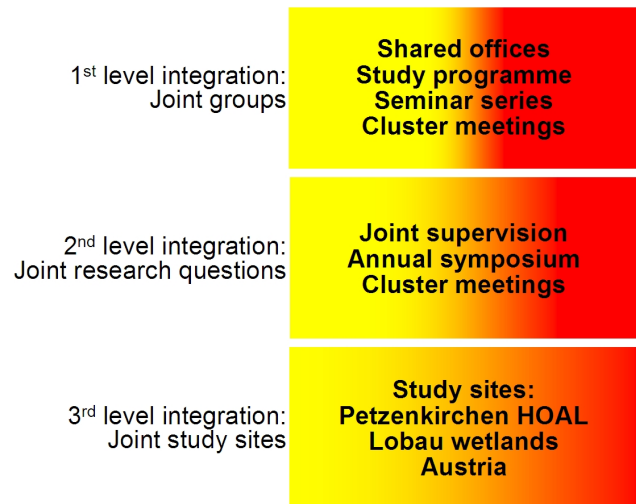 1st level integration:
Joint groups
Shared offices
Study programme
Seminar series
Cluster meetings
2nd level integration:
Joint research questions
Joint supervision
Annual symposium
Cluster meetings
3rd level integration:
Joint study sites
Study sites:
Petzenkirchen HOAL
Lobau wetlands
Austria